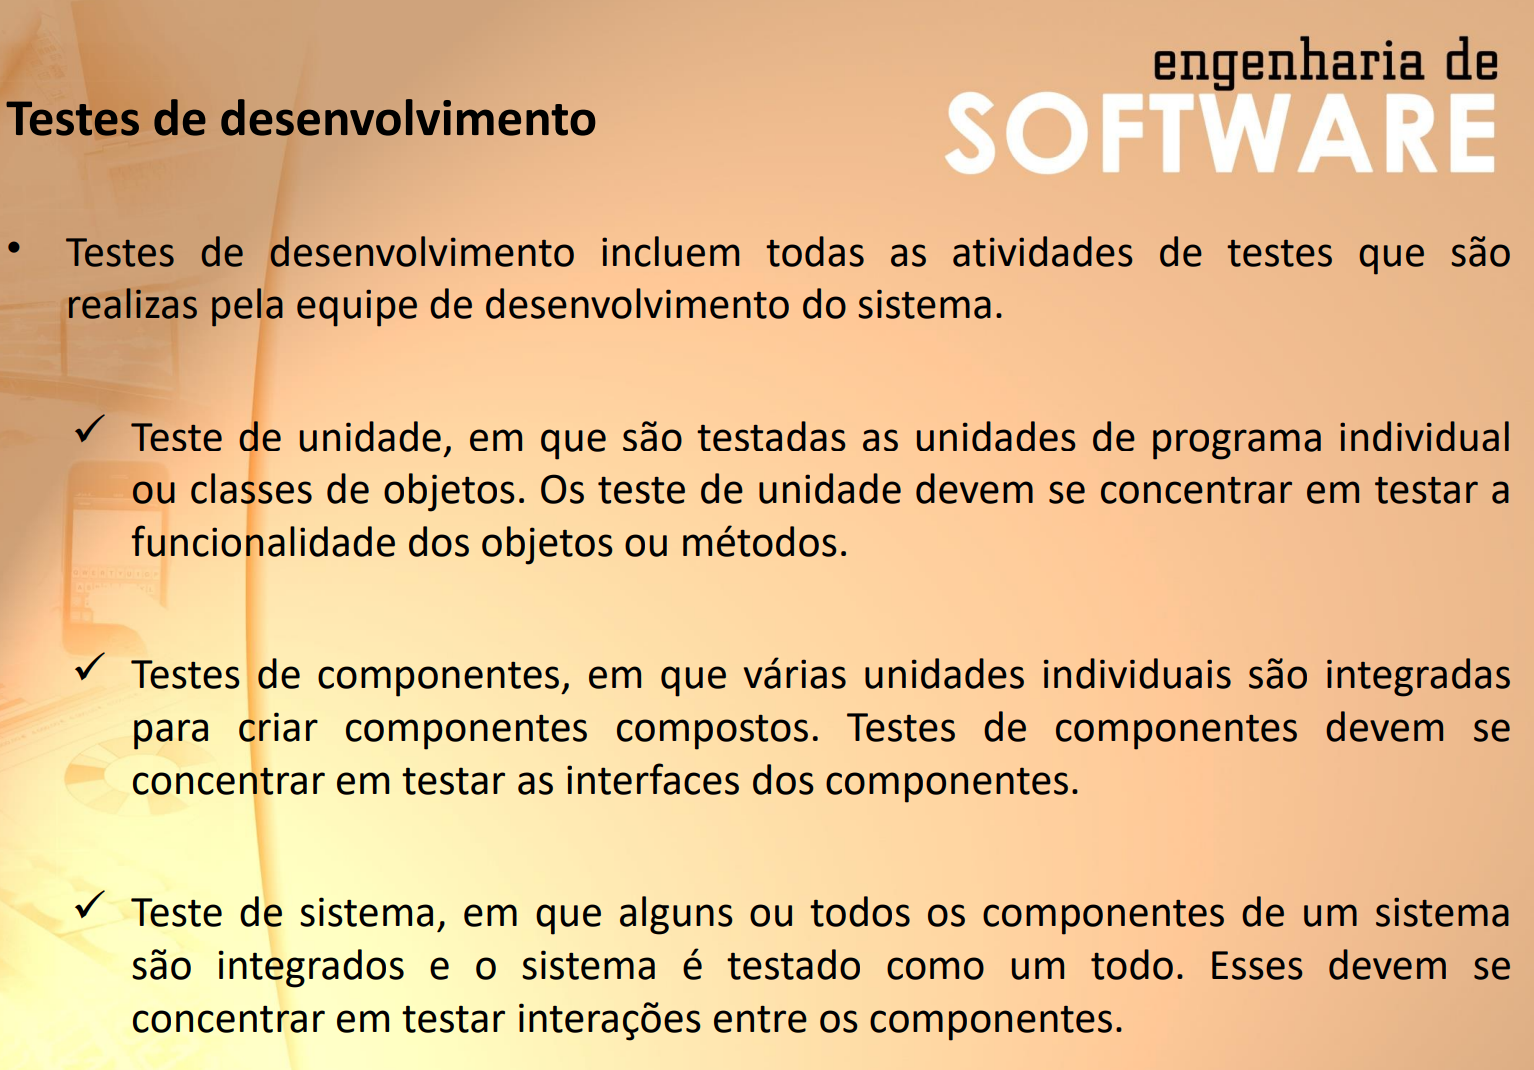 engenharia de
SOFTWARE
Testes de desenvolvimento
• Testes de desenvolvimento incluem todas as atividades de testes que são
realizas pela equipe de desenvolvimento do sistema.
✓ Teste de unidade, em que são testadas as unidades de programa individual
ou classes de objetos. Os teste de unidade devem se concentrar em testar a
funcionalidade dos objetos ou métodos.
✓ Testes de componentes, em que várias unidades individuais são integradas
para criar componentes compostos. Testes de componentes devem se
concentrar em testar as interfaces dos componentes.
✓ Teste de sistema, em que alguns ou todos os componentes de um sistema
são integrados e o sistema é testado como um todo. Esses devem se
concentrar em testar interações entre os componentes.